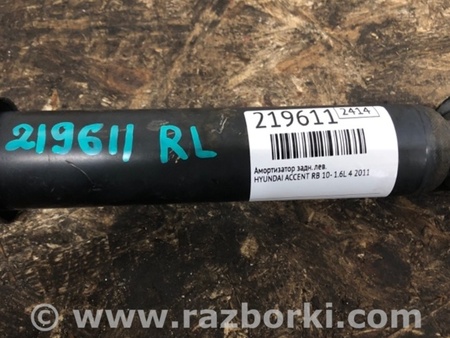 219611 RL
219611 2414
Амортизатор задн. лев.
HYUNDAI ACCENT RB 10- 1.6L 4 2011
© www.razborki.com